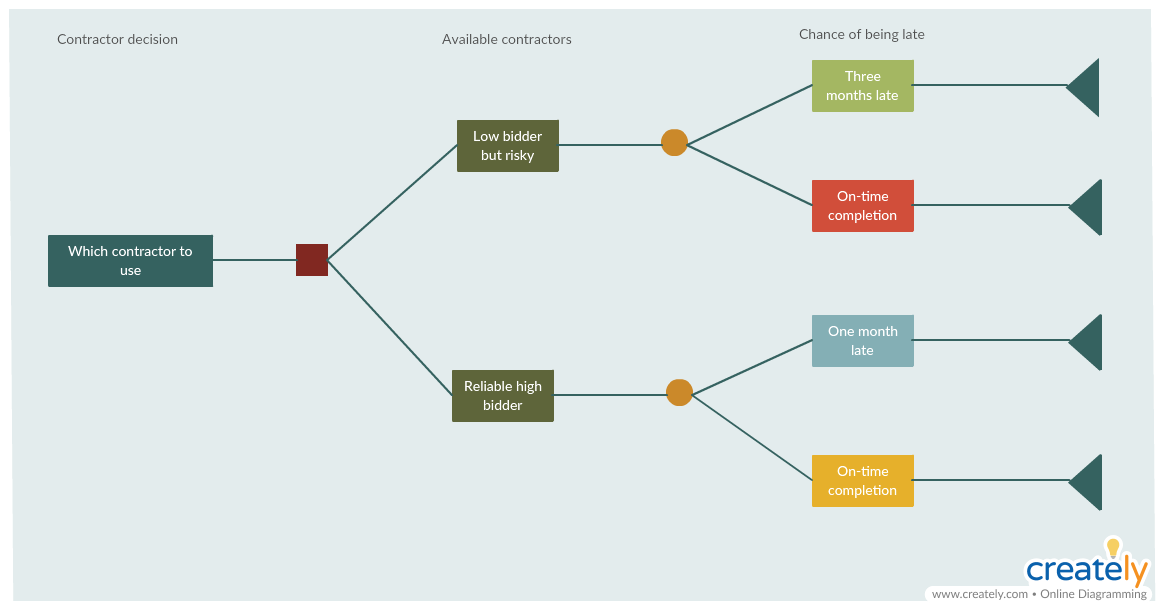 Contractor decision
Available contractors
Chance of being late
Three
months late
Low bidder
but risky
On-time
completion
Which contractor to
use
One month
late
Reliable high
bidder
On-time
completion
creately
www.creately.com • Online Diagramming